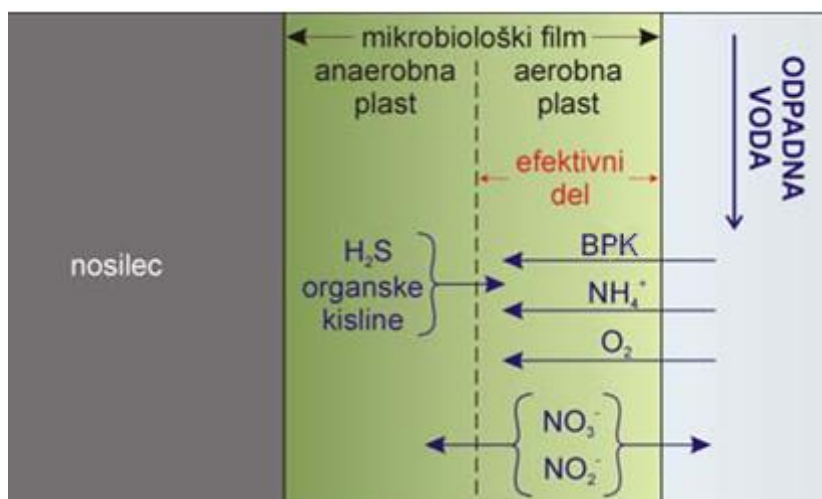 mikrobiološki film
anaerobna
plast
aerobna
plast
efektivni
del
ODPADNA
VODA
nosilec
H₂S
organske
kisline
BPK
NH₄⁺
O₂
NO₃⁻
NO₂⁻